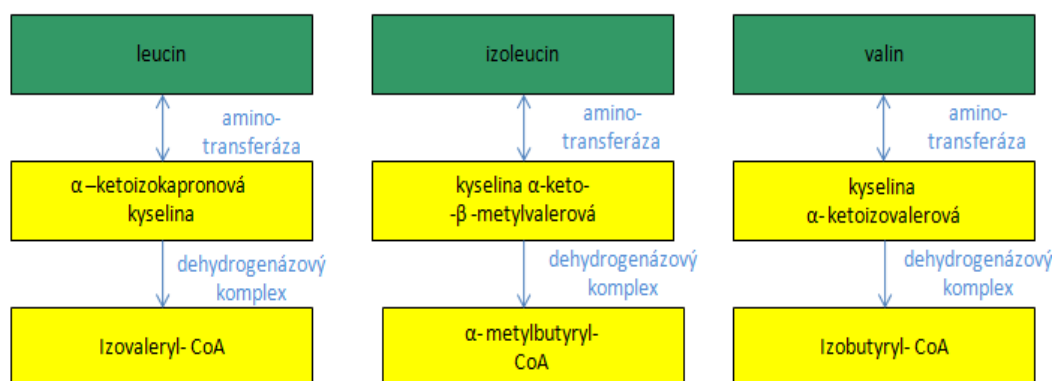 leucin
izoleucin
valin
amino-
transferáza
amino-
transferáza
amino-
transferáza
α–ketoizokapronová
kyselina
kyselina α-keto-
-β -metylvalerová
kyselina
α- ketoizovalerová
dehydrogenázový
komplex
dehydrogenázový
komplex
dehydrogenázový
komplex
Izovaleryl- CoA
α- metylbutyryl-
CoA
Izobutyryl- CoA